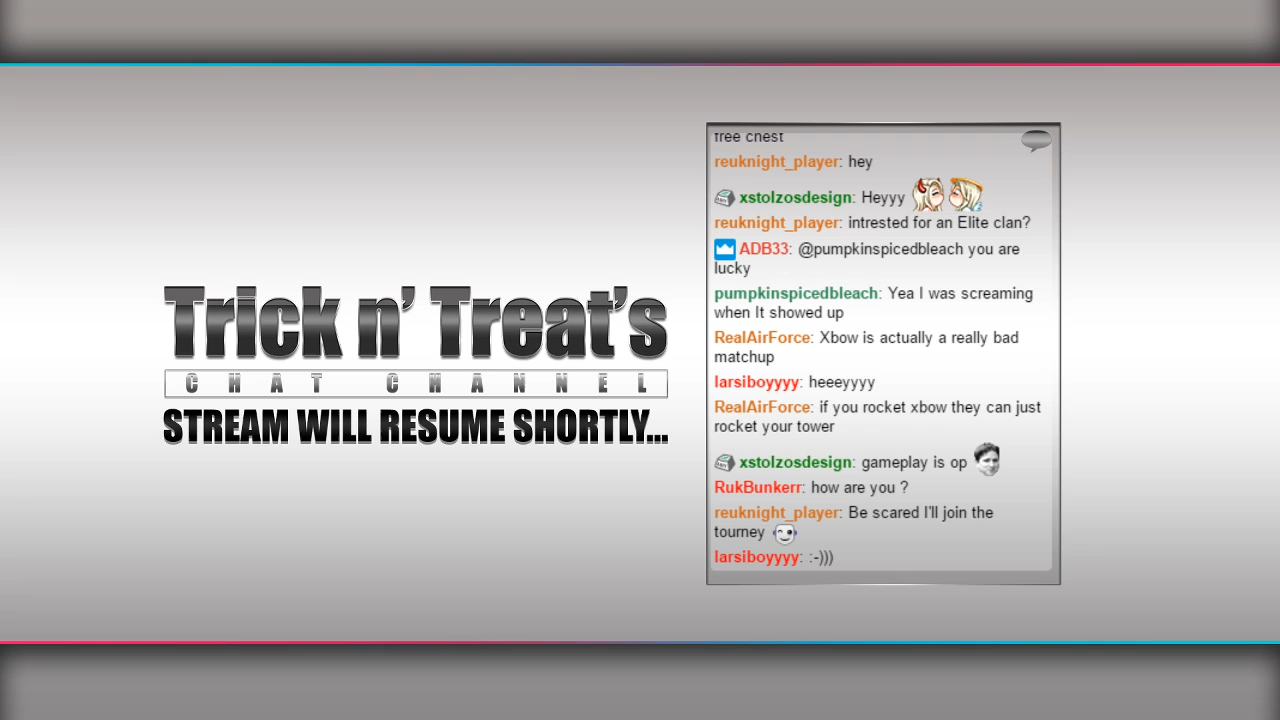 Trick n' Treat's
CHAT CHANNEL
STREAM WILL RESUME SHORTLY...
free chest
reuknight_player: hey
xstolzosdesign: Heyyy
reuknight_player: intrested for an Elite clan?
ADB33: @pumpkinspicedbleach you are
lucky
pumpkinspicedbleach: Yea I was screaming
when It showed up
RealAirForce: Xbow is actually a really bad
matchup
larsiboyyyy: heeeyyyy
RealAirForce: if you rocket xbow they can just
rocket your tower
xstolzosdesign: gameplay is op
RukBunkerr: how are you ?
reuknight_player: Be scared I'll join the
tourney
larsiboyyyy: :-)))